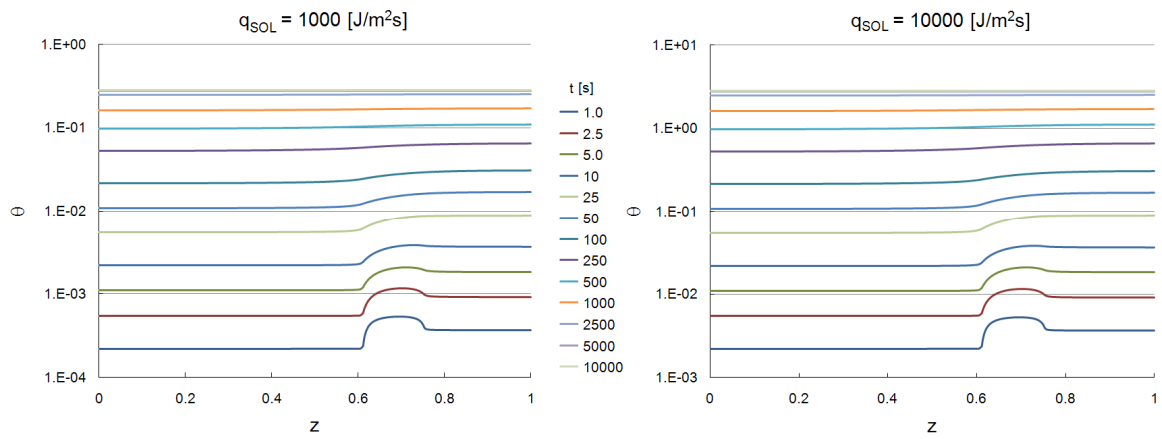 q_SOL = 1000 [J/m²s]
1.E+00
1.E-01
1.E-02
1.E-03
1.E-04
θ
0
0.2
0.4
0.6
0.8
1
z
t [s]
1.0
2.5
5.0
10
25
50
100
250
500
1000
2500
5000
10000
q_SOL = 10000 [J/m²s]
1.E+01
1.E+00
1.E-01
1.E-02
1.E-03
θ
0
0.2
0.4
0.6
0.8
1
z